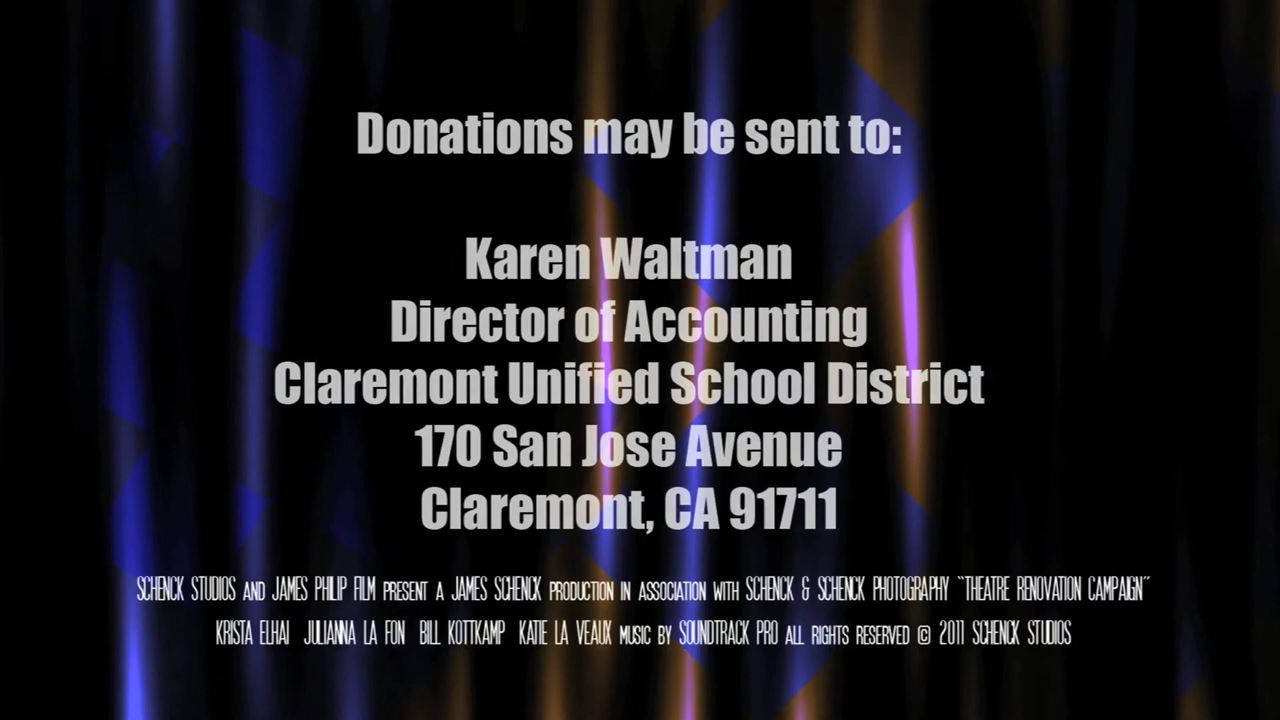 Donations may be sent to:
Karen Waltman
Director of Accounting
Claremont Unified School District
170 San Jose Avenue
Claremont, CA 91711
SCHENCK STUDIOS AND JAMES PHILIP FILM PRESENT A JAMES SCHENCK PRODUCTION IN ASSOCIATION WITH SCHENCK & SCHENCK PHOTOGRAPHY "THEATRE RENOVATION CAMPAIGN"
KRISTA ELHAI JULIANNA LA FON BILL KOTTKAMP KATIE LA VEAUX MUSIC BY SOUNDTRACK PRO ALL RIGHTS RESERVED © 2011 SCHENCK STUDIOS